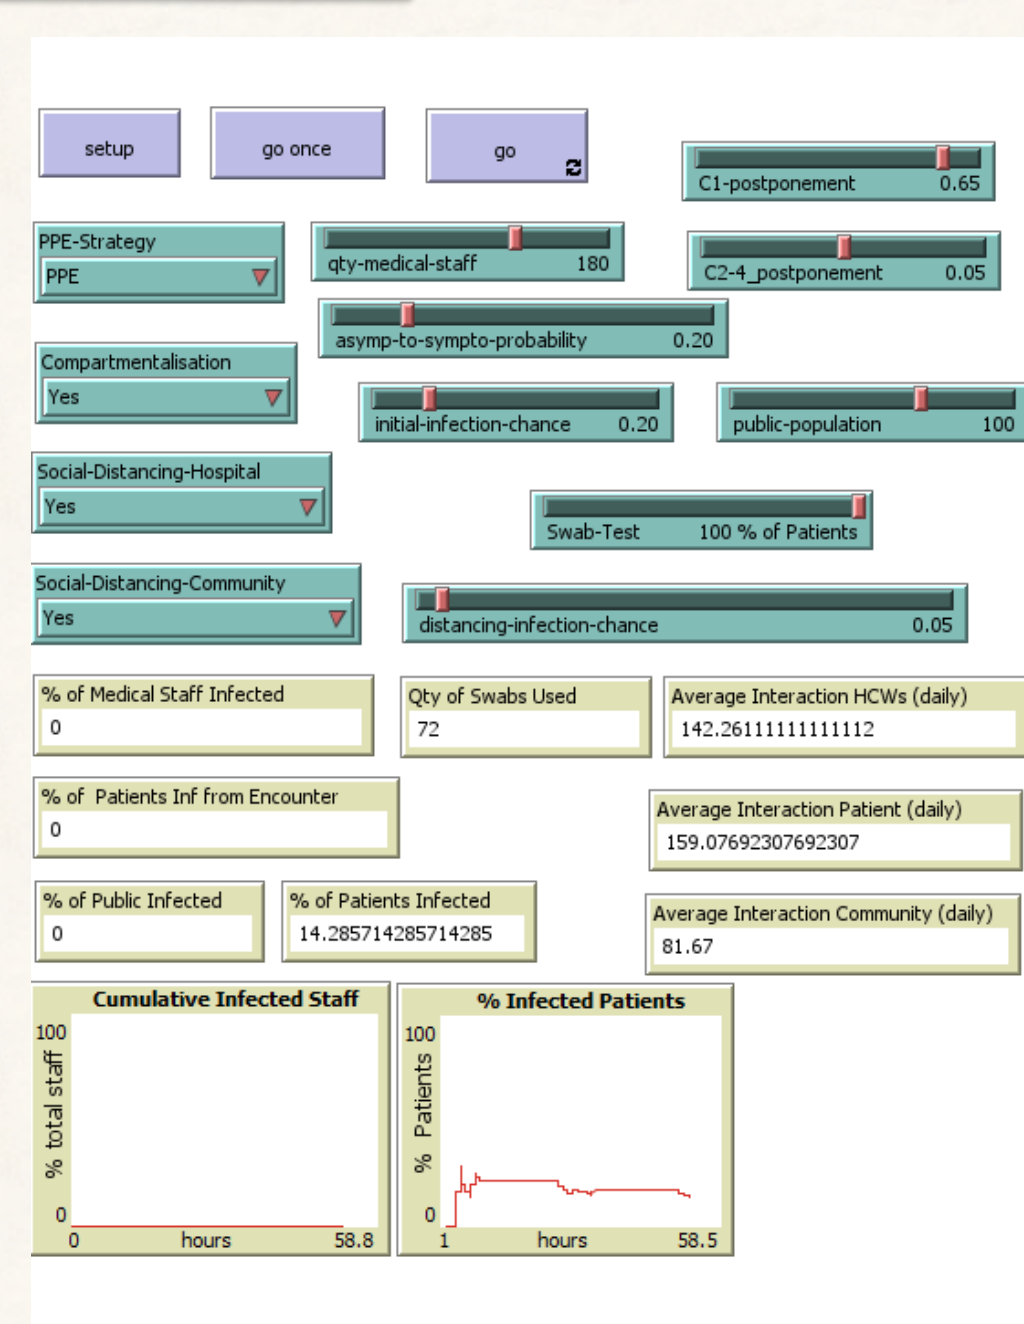 setup
go once
go
C1-postponement 0.65
PPE-Strategy
PPE
qty-medical-staff 180
C2-4_postponement 0.05
asymp-to-sympto-probability 0.20
Compartmentalisation
Yes
initial-infection-chance 0.20
public-population 100
Social-Distancing-Hospital
Yes
Swab-Test 100 % of Patients
Social-Distancing-Community
Yes
distancing-infection-chance 0.05
% of Medical Staff Infected
0
Qty of Swabs Used
72
Average Interaction HCWs (daily)
142.26111111111112
% of  Patients Inf from Encounter
0
Average Interaction Patient (daily)
159.07692307692307
% of Public Infected
0
% of Patients Infected
14.285714285714285
Average Interaction Community (daily)
81.67
Cumulative Infected Staff
100
% total staff
0
0 hours 58.8
% Infected Patients
100
% Patients
0
1 hours 58.5